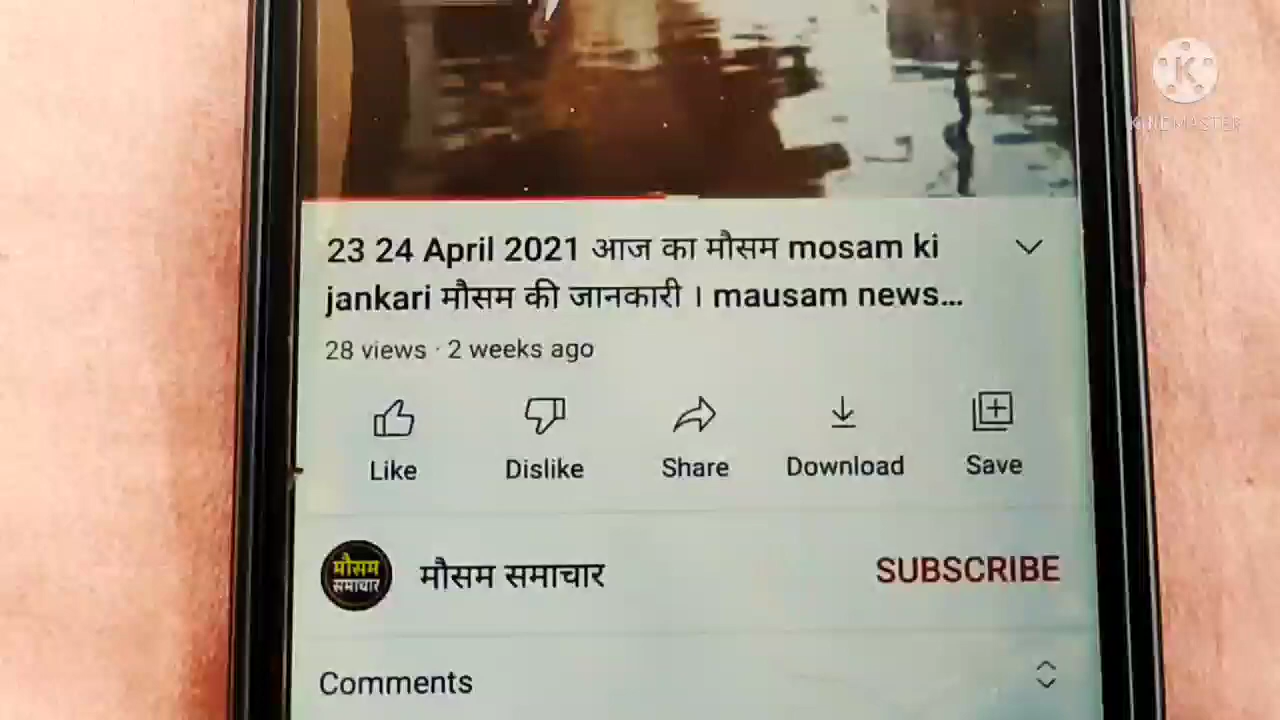 K
KINEMASTER
23 24 April 2021 आज का मौसम mosam ki
jankari मौसम की जानकारी । mausam news...
28 views · 2 weeks ago
Like Dislike Share Download Save
मौसम
समाचार
मौसम समाचार SUBSCRIBE
Comments